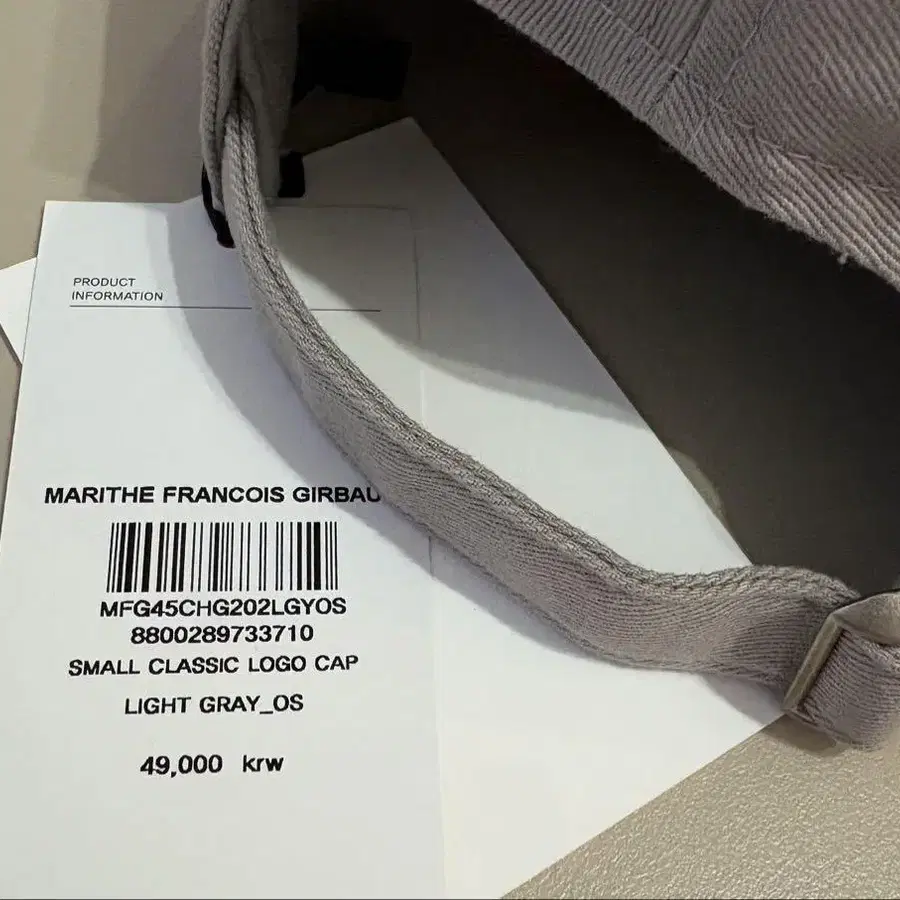 PRODUCT
INFORMATION
MARITHE FRANCOIS GIRBAU
MFG45CHG202LGYOS
8800289733710
SMALL CLASSIC LOGO CAP
LIGHT GRAY_OS
49,000 krw